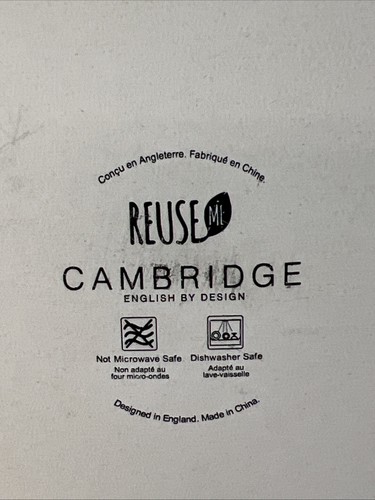 Conçu en Angleterre. Fabriqué en Chine.
REUSE ME
CAMBRIDGE
ENGLISH BY DESIGN
Not Microwave Safe Dishwasher Safe
Non adapté au Adapté au
four micro-ondes lave-vaisselle
Designed in England. Made in China.